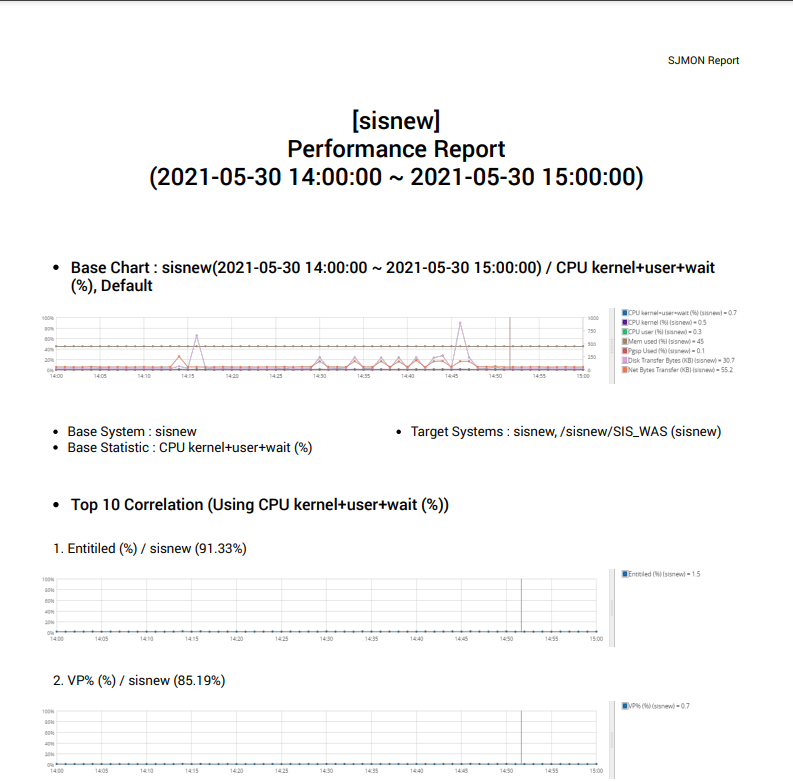 SJMON Report
[sisnew]
Performance Report
(2021-05-30 14:00:00 ~ 2021-05-30 15:00:00)
• Base Chart : sisnew(2021-05-30 14:00:00 ~ 2021-05-30 15:00:00) / CPU kernel+user+wait
(%), Default
100%
80%
60%
40%
20%
0%
1000
750
500
250
0
14:00 14:05 14:10 14:15 14:20 14:25 14:30 14:35 14:40 14:45 14:50 14:55 15:00
CPU kernel+user+wait (%) (sisnew) = 0.7
CPU kernel (%) (sisnew) = 0.5
CPU user (%) (sisnew) = 0.3
Mem used (%) (sisnew) = 45
Pgsp Used (%) (sisnew) = 0.1
Disk Transfer Bytes (KB) (sisnew) = 30.7
Net Bytes Transfer (KB) (sisnew) = 55.2
• Base System : sisnew
• Base Statistic : CPU kernel+user+wait (%)
• Target Systems : sisnew, /sisnew/SIS_WAS (sisnew)
• Top 10 Correlation (Using CPU kernel+user+wait (%))
1. Entitiled (%) / sisnew (91.33%)
100%
80%
60%
40%
20%
0%
14:00 14:05 14:10 14:15 14:20 14:25 14:30 14:35 14:40 14:45 14:50 14:55 15:00
Entitiled (%) (sisnew) = 1.5
2. VP% (%) / sisnew (85.19%)
100%
80%
60%
40%
20%
0%
14:00 14:05 14:10 14:15 14:20 14:25 14:30 14:35 14:40 14:45 14:50 14:55 15:00
VP% (%) (sisnew) = 0.7